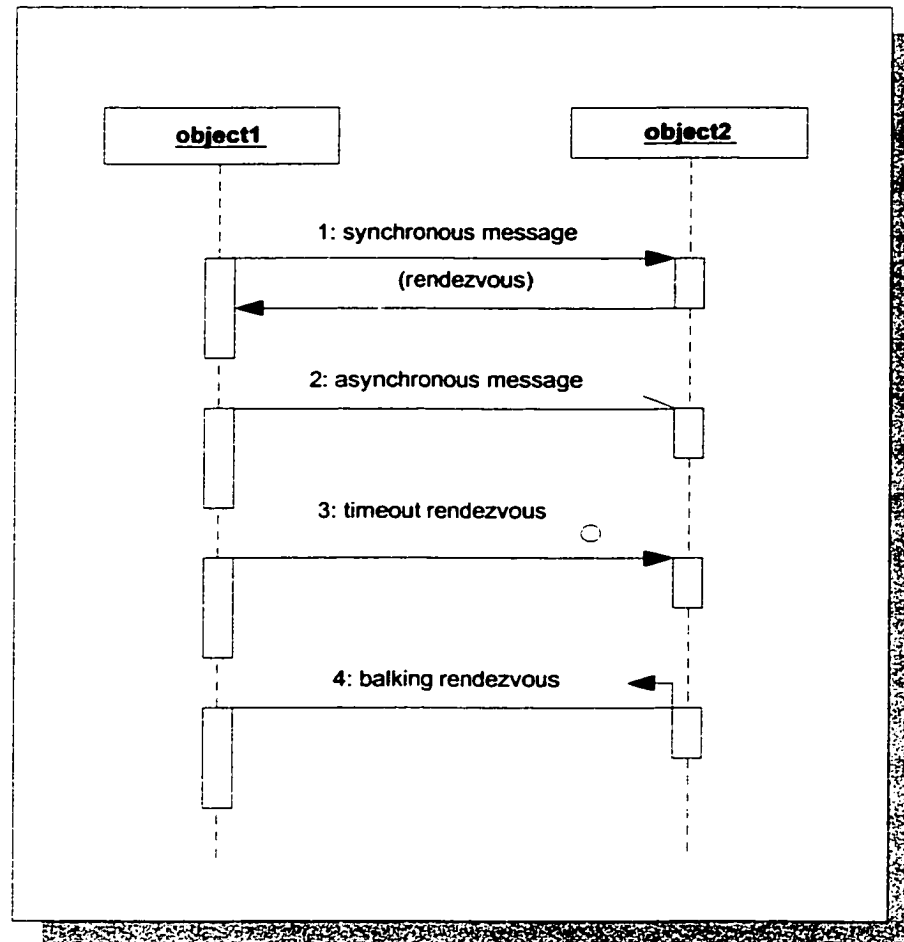 object1
object2
1: synchronous message
(rendezvous)
2: asynchronous message
3: timeout rendezvous
4: balking rendezvous